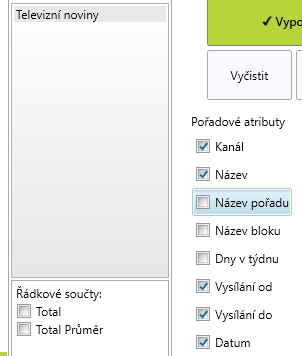 Televizní noviny
Vyčistit
Pořadové atributy
Kanál
Název
Název pořadu
Název bloku
Dny v týdnu
Vysílání od
Vysílání do
Datum
Řádkové součty:
Total
Total Průměr